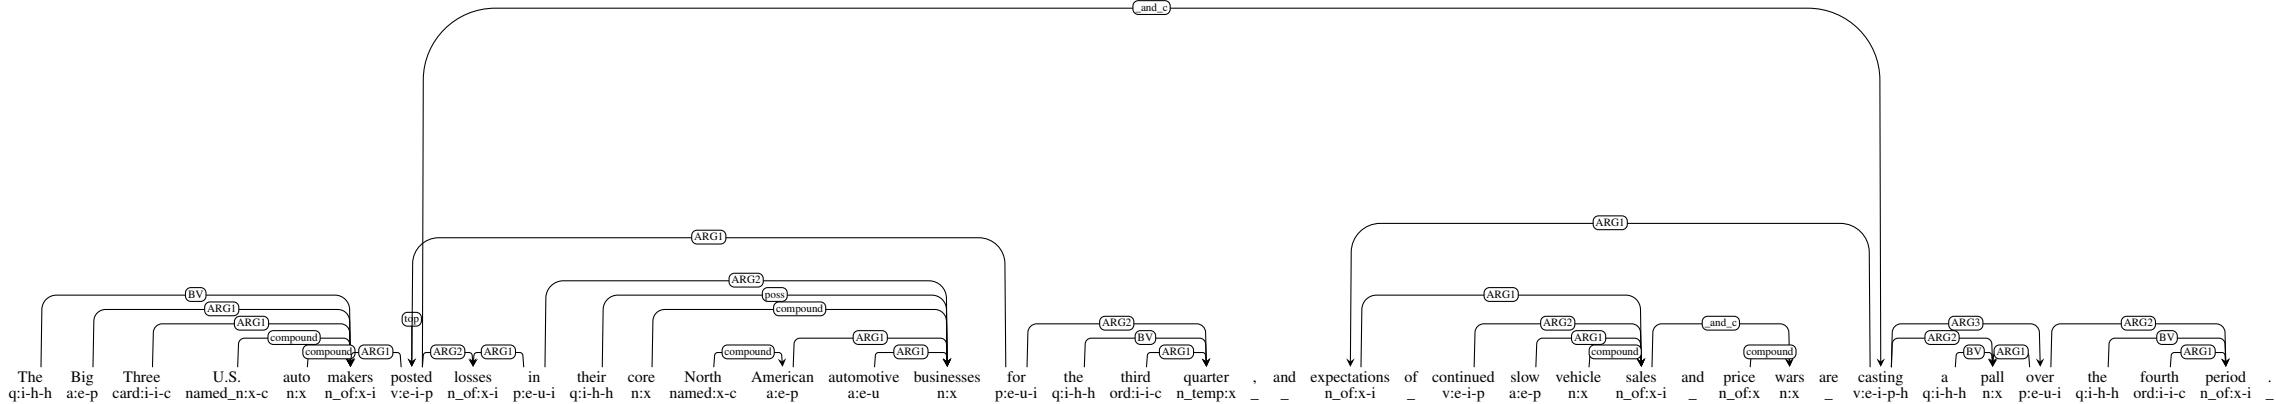 _and_c
ARG1
ARG1
ARG2
BV poss ARG1
ARG1 compound
ARG1 top ARG2 ARG2 _and_c ARG3 ARG2
compound ARG1 BV ARG1 ARG2 BV
compound ARG1 ARG2 ARG1 compound ARG1 ARG1 compound compound BV ARG1 ARG1
The Big Three U.S. auto makers posted losses in their core North American automotive businesses for the third quarter , and expectations of continued slow vehicle sales and price wars are casting a pall over the fourth period .
q:i-h-h a:e-p card:i-i-c named_n:x-c n:x n_of:x-i v:e-i-p n_of:x-i p:e-u-i q:i-h-h n:x named:x-c a:e-p a:e-u n:x p:e-u-i q:i-h-h ord:i-i-c n_temp:x _ _ n_of:x-i _ v:e-i-p a:e-p n:x n_of:x-i _ n_of:x n:x _ v:e-i-p-h q:i-h-h n:x p:e-u-i q:i-h-h ord:i-i-c n_of:x-i _